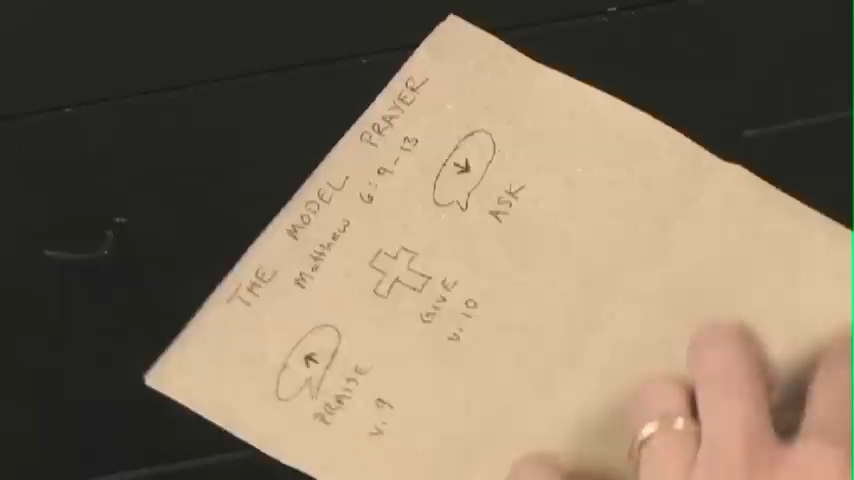 THE MODEL PRAYER
Matthew 6:9-13
PRAISE
v.9
GIVE
v.10
ASK